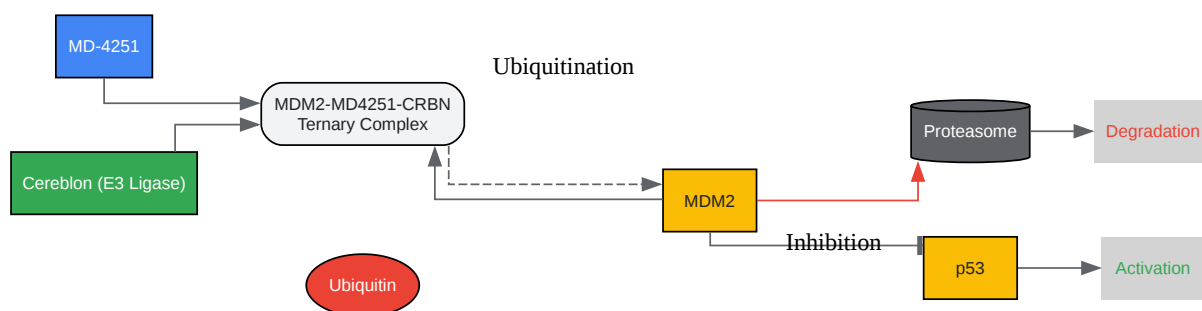 MD-4251
Ubiquitination
MDM2-MD4251-CRBN
Ternary Complex
Proteasome
Degradation
Cereblon (E3 Ligase)
MDM2
Inhibition
p53
Activation
Ubiquitin